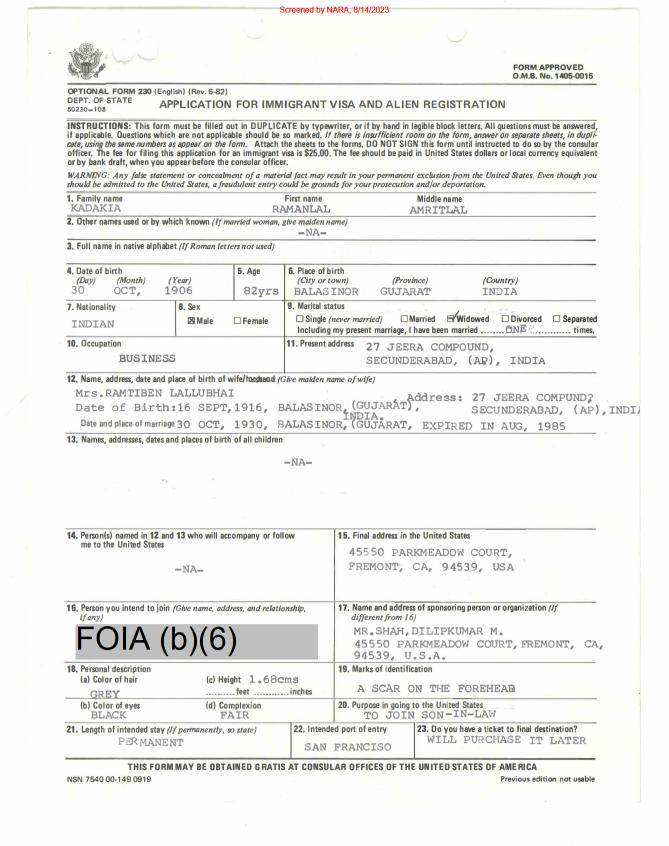 Screened by NARA, 8/14/2023
FORM APPROVED
O.M.B. No. 1405-0015
OPTIONAL FORM 230 (English) (Rev. 6-82)
DEPT. OF STATE
50230-108
APPLICATION FOR IMMIGRANT VISA AND ALIEN REGISTRATION
INSTRUCTIONS: This form must be filled out in DUPLICATE by typewriter, or if by hand in legible block letters. All questions must be answered,
if applicable. Questions which are not applicable should be so marked. If there is insufficient room on the form, answer on separate sheets, in dupli-
cate, using the same numbers as appear on the form. Attach the sheets to the forms. DO NOT SIGN this form until instructed to do so by the consular
officer. The fee for filing this application for an immigrant visa is $25.00. The fee should be paid in United States dollars or local currency equivalent
or by bank draft, when you appear before the consular officer.
WARNING: Any false statement or concealment of a material fact may result in your permanent exclusion from the United States. Even though you
should be admitted to the United States, a fraudulent entry could be grounds for your prosecution and/or deportation.
1. Family name First name Middle name
KADAKIA RAMANLAL AMRITLAL
2. Other names used or by which known (If married woman, give maiden name)
-NA-
3. Full name in native alphabet (If Roman letters not used)
4. Date of birth 5. Age 6. Place of birth
(Day) (Month) (Year) (City or town) (Province) (Country)
30 OCT, 1906 82yrs BALASINOR GUJARAT INDIA
7. Nationality 8. Sex 9. Marital status
INDIAN Male Female Single (never married) Married Widowed Divorced Separated
Including my present marriage, I have been married ONE times.
10. Occupation 11. Present address
BUSINESS 27 JEERA COMPOUND,
SECUNDERABAD, (AP), INDIA
12. Name, address, date and place of birth of wife/husband (Give maiden name of wife)
Mrs.RAMTIBEN LALLUBHAI Address: 27 JEERA COMPUND?
Date of Birth:16 SEPT,1916, BALASINOR, (GUJARAT), SECUNDERABAD, (AP),INDI
INDIA.
Date and place of marriage 30 OCT, 1930, BALASINOR, (GUJARAT, EXPIRED IN AUG, 1985
13. Names, addresses, dates and places of birth of all children
-NA-
14. Person(s) named in 12 and 13 who will accompany or follow
me to the United States
-NA-
15. Final address in the United States
45550 PARKMEADOW COURT,
FREMONT, CA, 94539, USA
16. Person you intend to join (Give name, address, and relationship,
if any)
FOIA (b)(6)
17. Name and address of sponsoring person or organization (If
different from 16)
MR.SHAH,DILIPKUMAR M.
45550 PARKMEADOW COURT,FREMONT, CA,
94539, U.S.A.
18. Personal description
(a) Color of hair (c) Height 1.68cms
GREY feet inches
(b) Color of eyes (d) Complexion
BLACK FAIR
19. Marks of identification
A SCAR ON THE FOREHEAD
20. Purpose in going to the United States
TO JOIN SON-IN-LAW
21. Length of intended stay (If permanently, so state)
PERMANENT
22. Intended port of entry
SAN FRANCISO
23. Do you have a ticket to final destination?
WILL PURCHASE IT LATER
THIS FORM MAY BE OBTAINED GRATIS AT CONSULAR OFFICES OF THE UNITED STATES OF AMERICA
NSN 7540 00-149 0919 Previous edition not usable